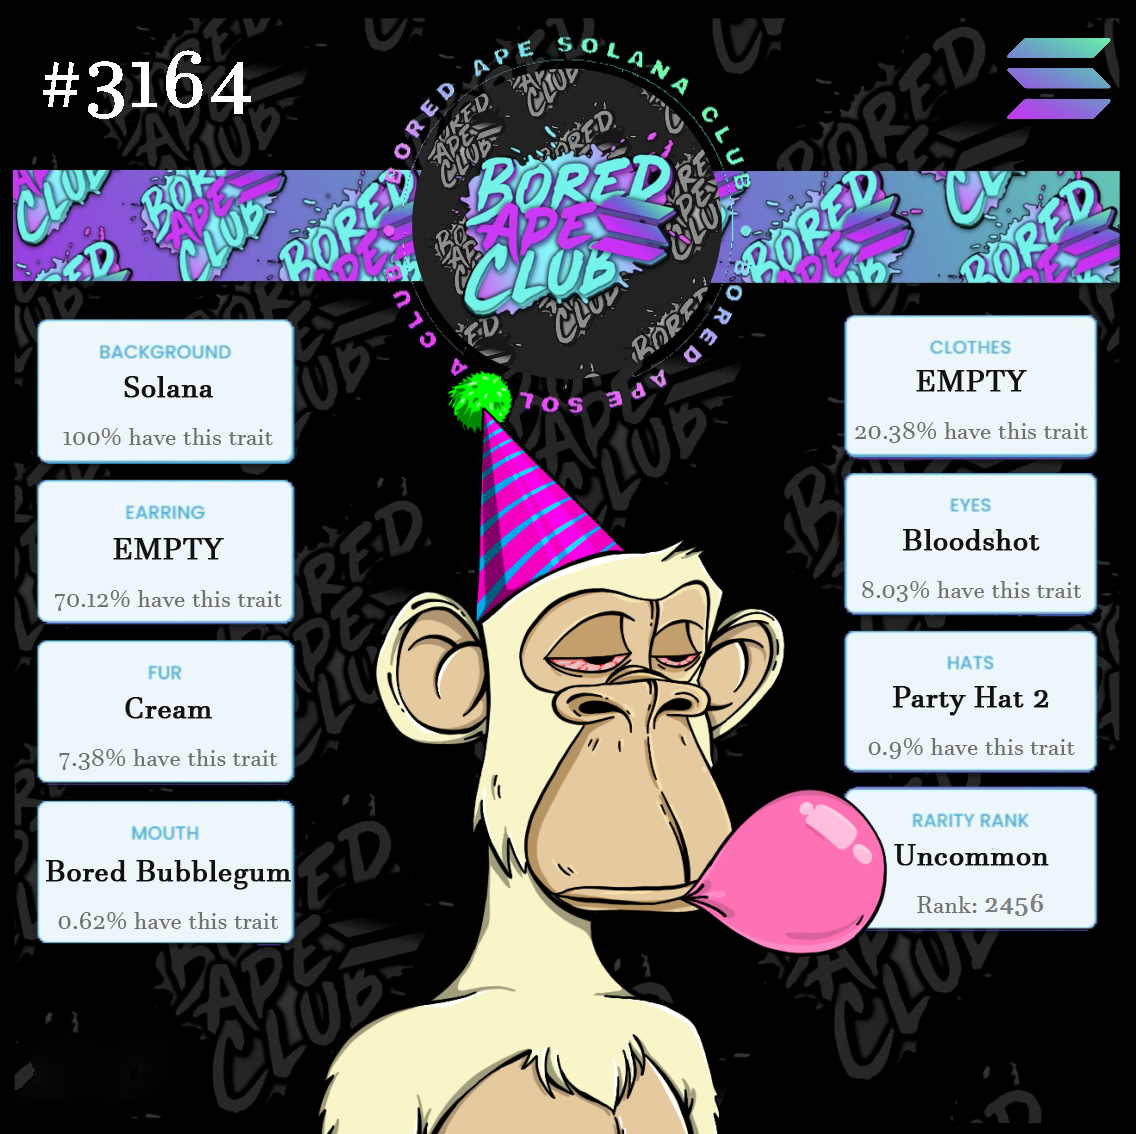 #3164
BORED APE SOLANA CLUB
BORED APE SOL A CLUB
BORED
APE
CLUB
BACKGROUND
Solana
100% have this trait
EARRING
EMPTY
70.12% have this trait
FUR
Cream
7.38% have this trait
MOUTH
Bored Bubblegum
0.62% have this trait
CLOTHES
EMPTY
20.38% have this trait
EYES
Bloodshot
8.03% have this trait
HATS
Party Hat 2
0.9% have this trait
RARITY RANK
Uncommon
Rank: 2456